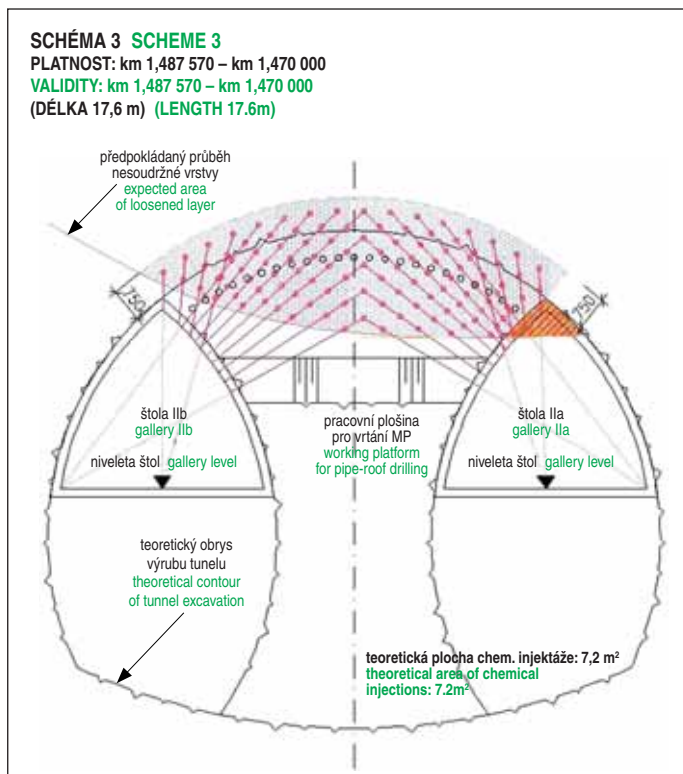 SCHÉMA 3 SCHEME 3
PLATNOST: km 1,487 570 – km 1,470 000
VALIDITY: km 1,487 570 – km 1,470 000
(DÉLKA 17,6 m) (LENGTH 17.6m)
předpokládaný průběh
nesoudržné vrstvy
expected area
of loosened layer
750
750
štola IIb
gallery IIb
niveleta štol gallery level
pracovní plošina
pro vrtání MP
working platform
for pipe-roof drilling
štola IIa
gallery IIa
niveleta štol gallery level
teoretický obrys
výrubu tunelu
theoretical contour
of tunnel excavation
teoretická plocha chem. injektáže: 7,2 m²
theoretical area of chemical
injections: 7.2m²